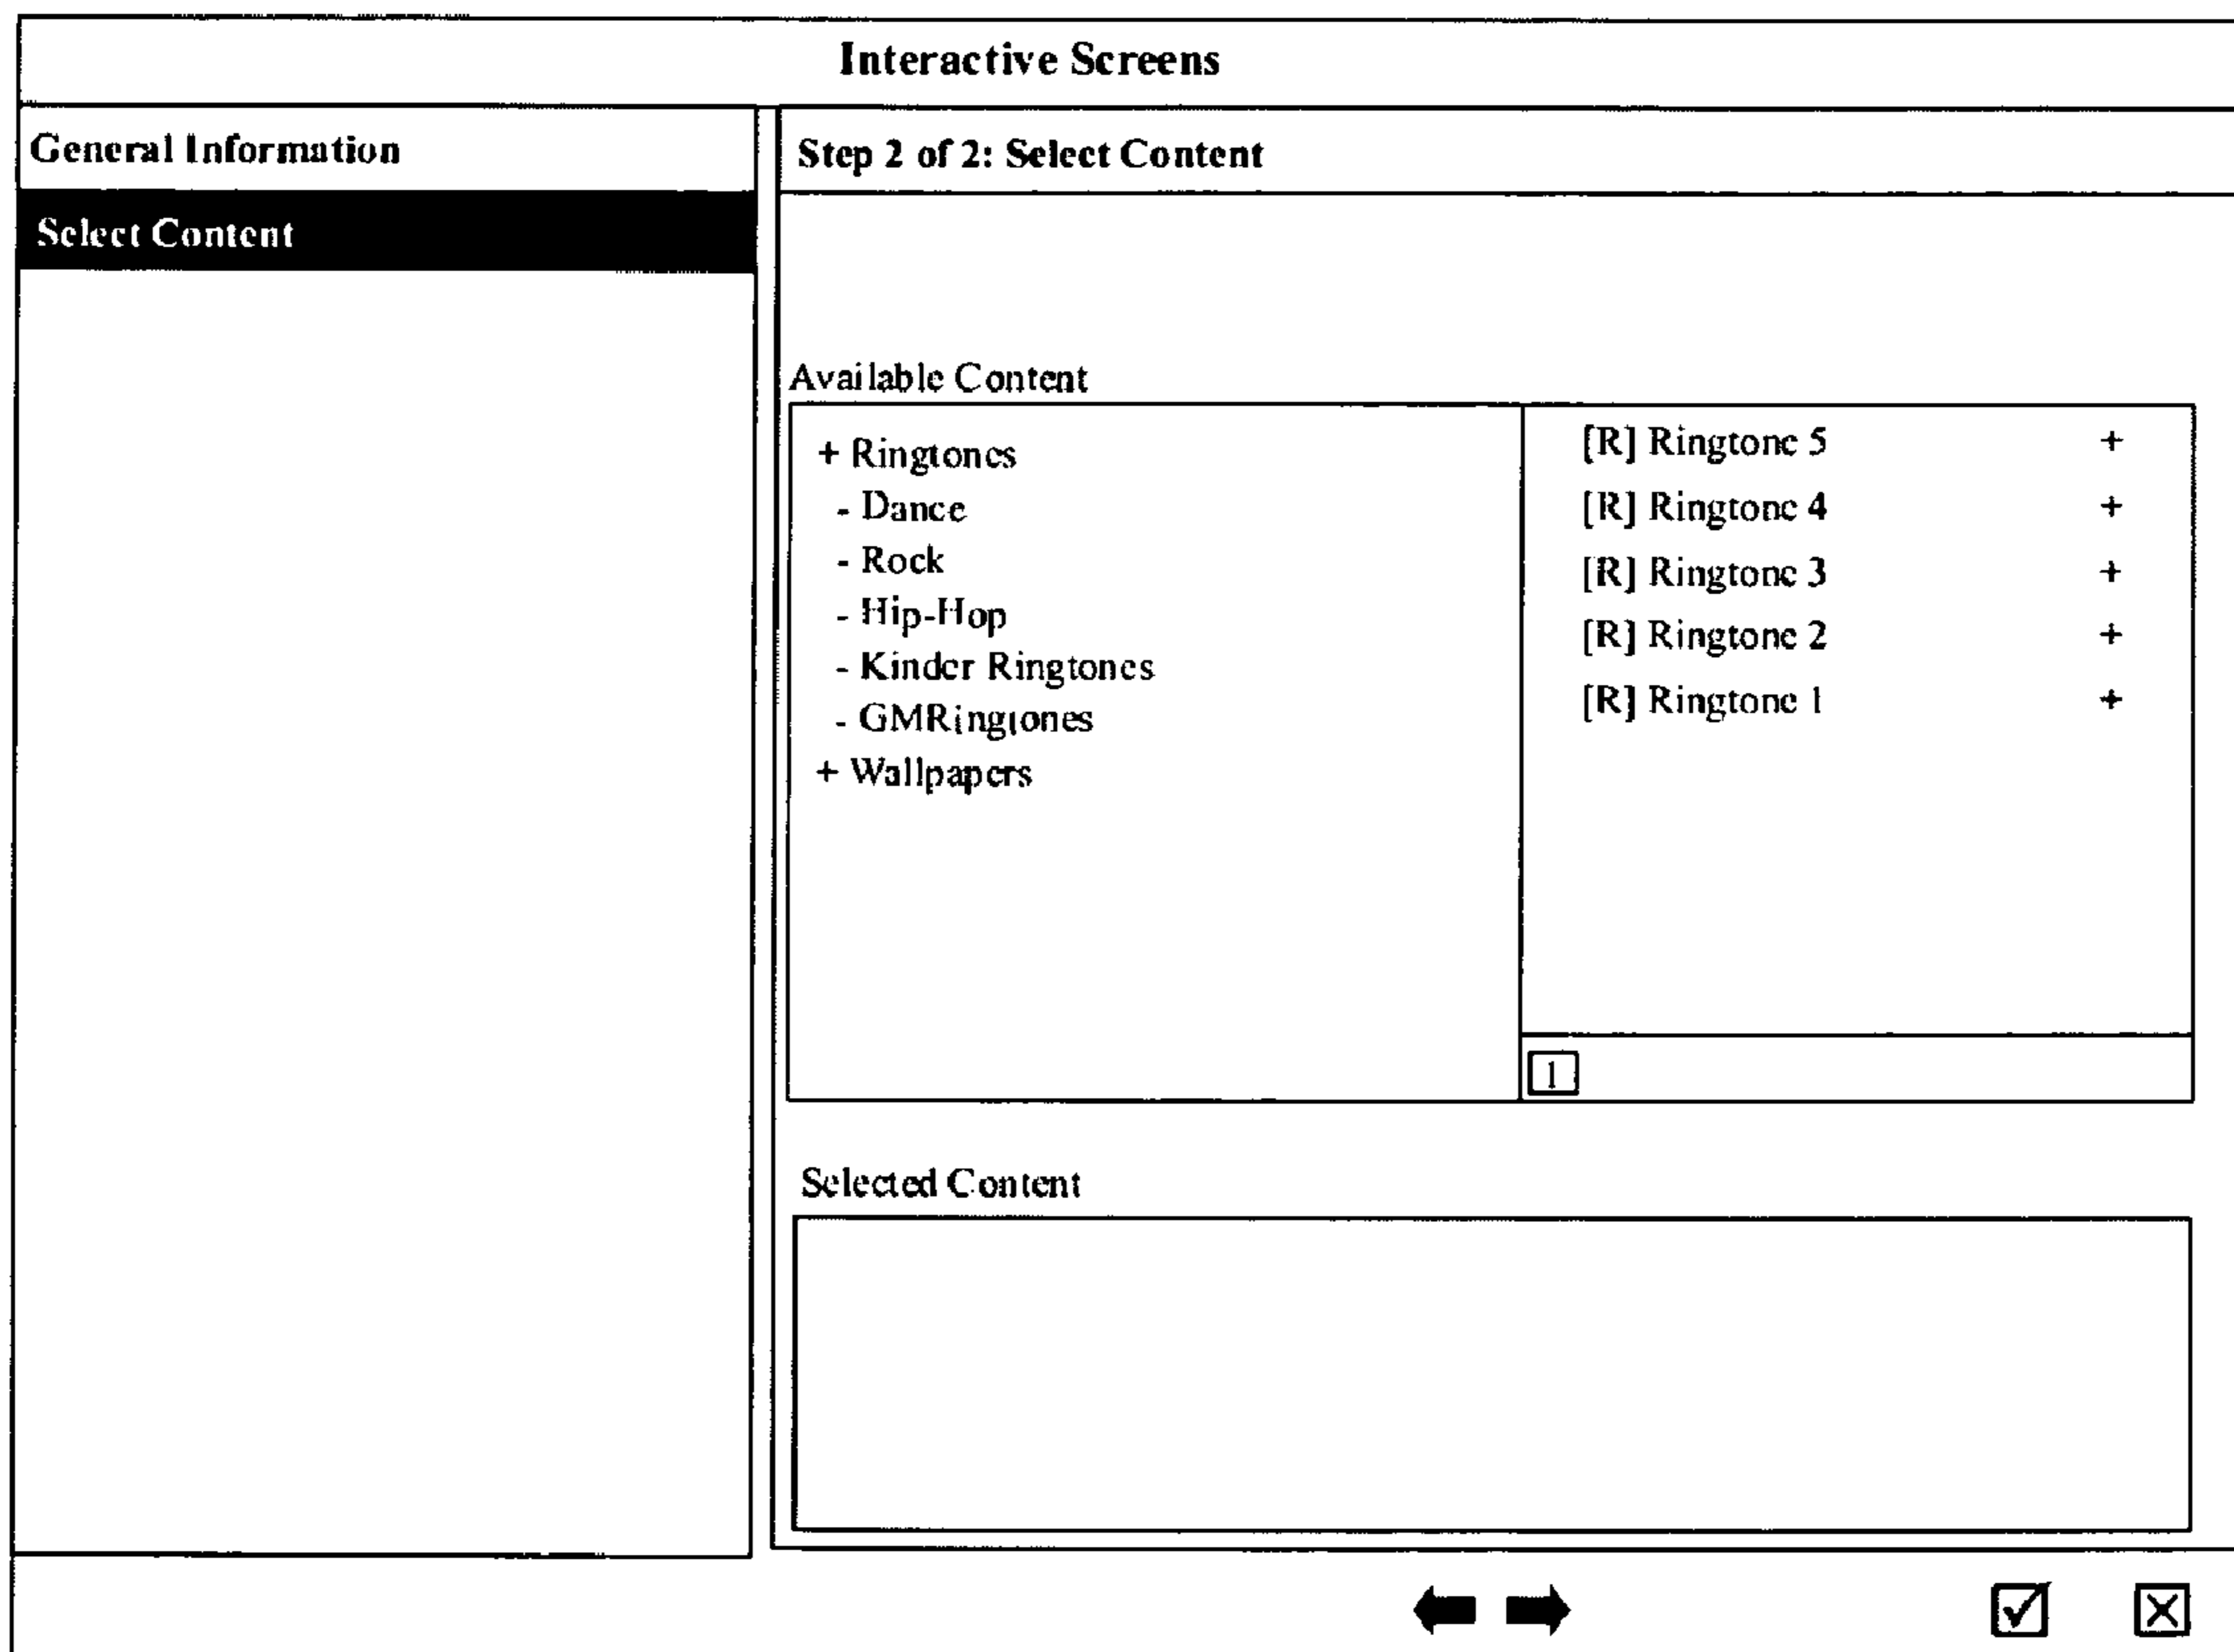 Interactive Screens
General Information
Select Content
Step 2 of 2: Select Content
Available Content
+ Ringtones
- Dance
- Rock
- Hip-Hop
- Kinder Ringtones
- GMRingtones
+ Wallpapers
[R] Ringtone 5 +
[R] Ringtone 4 +
[R] Ringtone 3 +
[R] Ringtone 2 +
[R] Ringtone 1 +
1
Selected Content